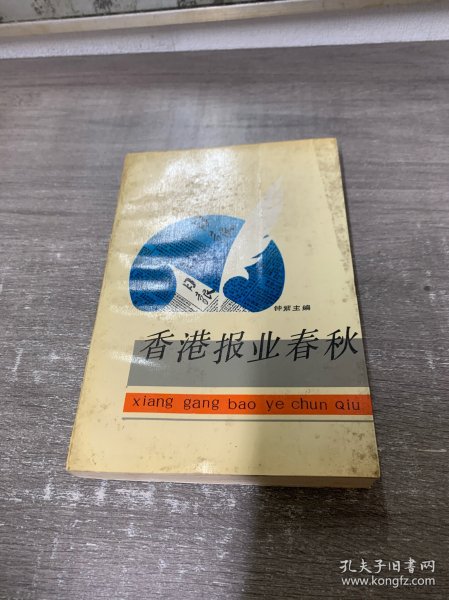 钟紫主编
香港报业春秋
xiang gang bao ye chun qiu
孔夫子旧书网
www.kongfz.com